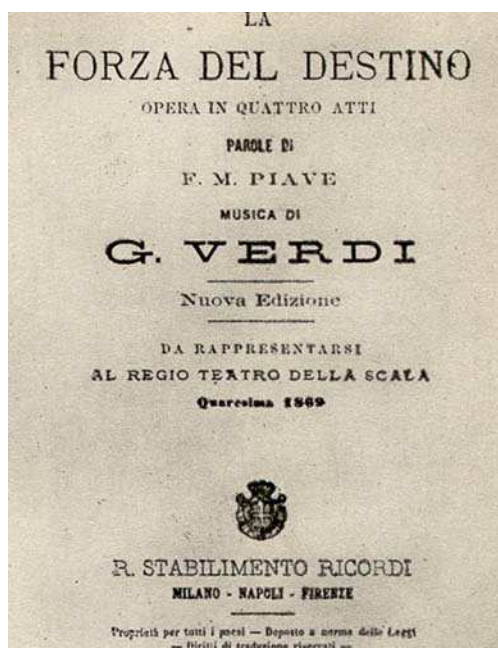 LA
FORZA DEL DESTINO
OPERA IN QUATTRO ATTI
PAROLE DI
F. M. PIAVE
MUSICA DI
G. VERDI
Nuova Edizione
DA RAPPRESENTARSI
AL REGIO TEATRO DELLA SCALA
Quaresima 1869
R. STABILIMENTO RICORDI
MILANO - NAPOLI - FIRENZE
Proprietà per tutti i paesi — Deposto a norma delle Leggi
— Diritti di traduzione riservati —